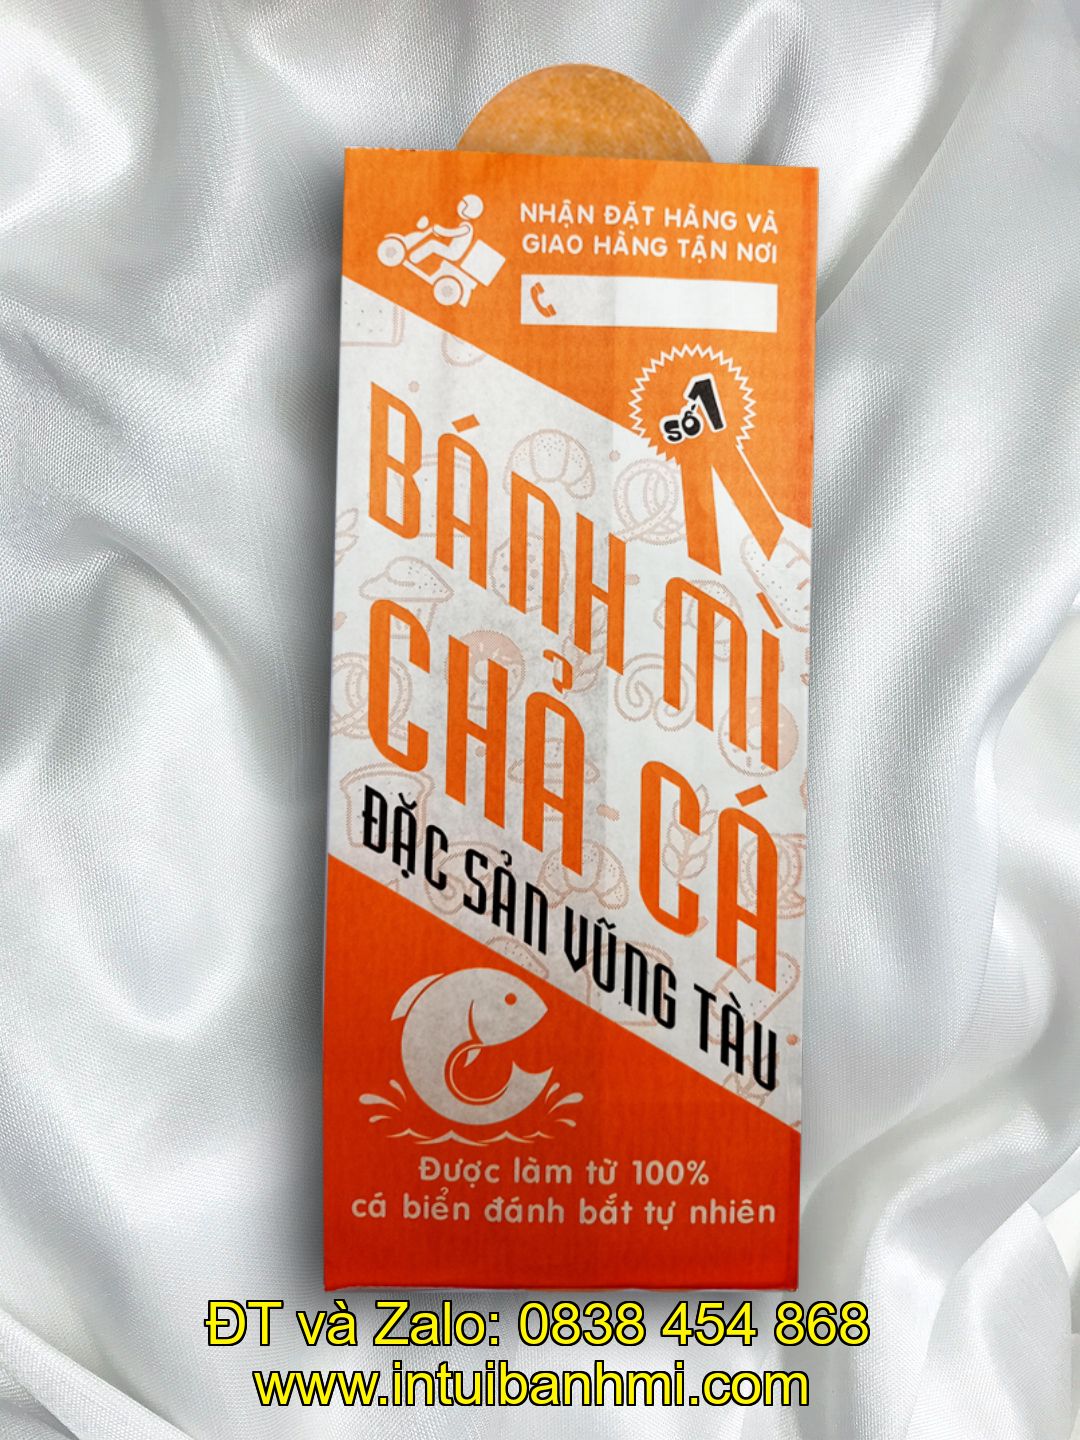 NHẬN ĐẶT HÀNG VÀ
GIAO HÀNG TẬN NƠI
SỐ 1
BÁNH MÌ
CHẢ CÁ
ĐẶC SẢN VŨNG TÀU
Được làm từ 100%
cá biển đánh bắt tự nhiên
ĐT và Zalo: 0838 454 868
www.intuibanhmi.com